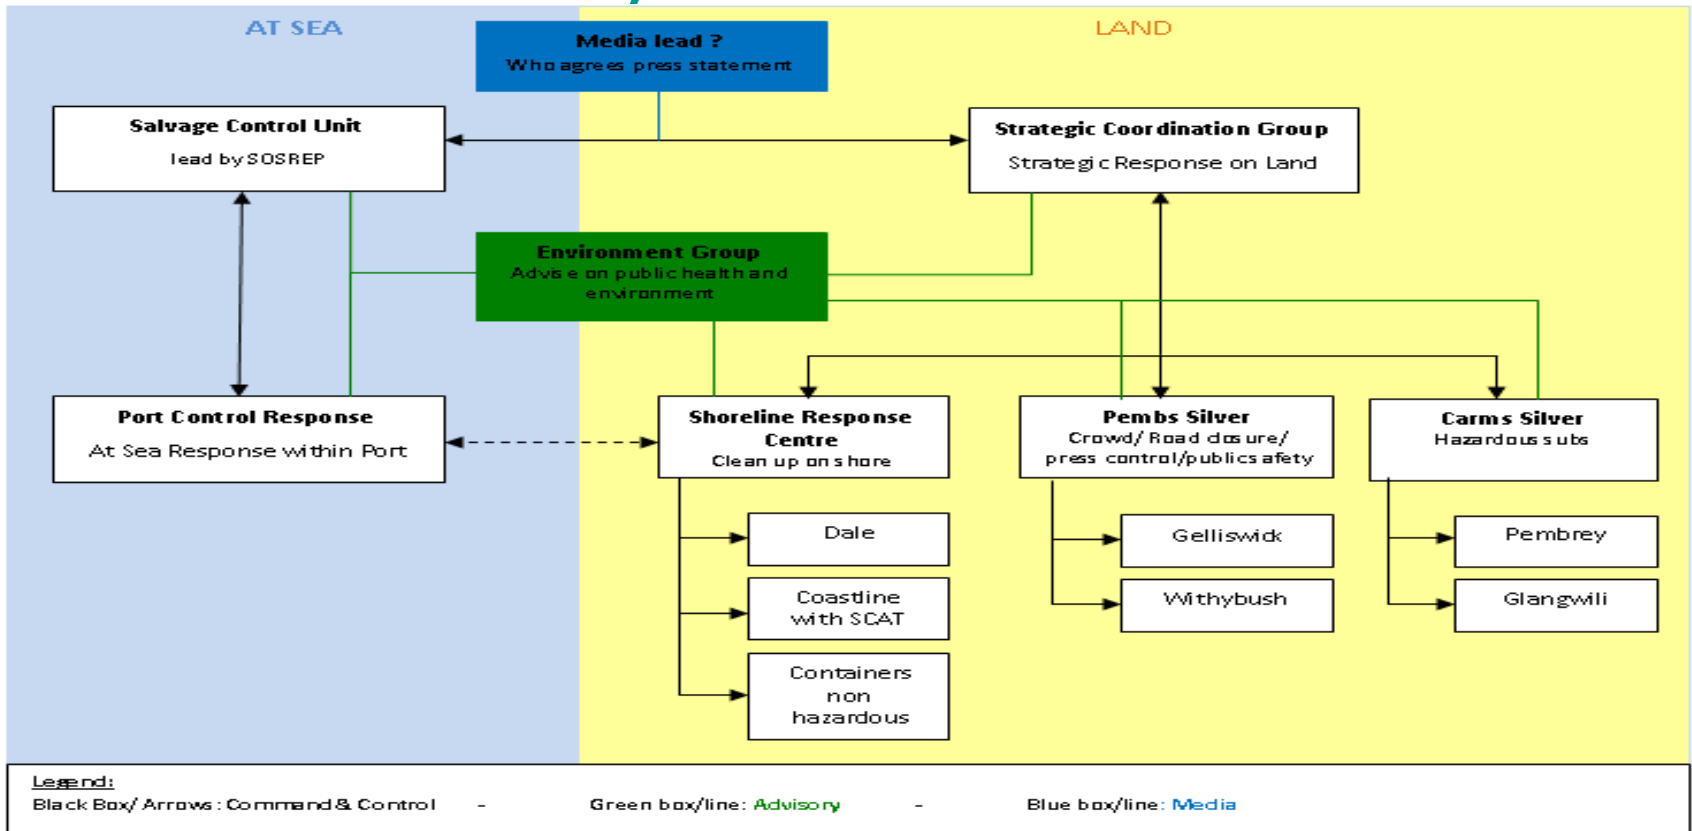 AT SEA
LAND
Media lead ?
Who agrees press statement
Salvage Control Unit
lead by SOSREP
Strategic Coordination Group
Strategic Response on Land
Environment Group
Advise on public health and
environment
Port Control Response
At Sea Response within Port
Shoreline Response
Centre
Clean up on shore
Pembs Silver
Crowd/ Road closure/
press control/public safety
Carms Silver
Hazardous subs
Dale
Coastline
with SCAT
Containers
non
hazardous
Gelliswick
Withybush
Pembrey
Glangwili
Legend:
Black Box/ Arrows: Command & Control - Green box/line: Advisory - Blue box/line: Media